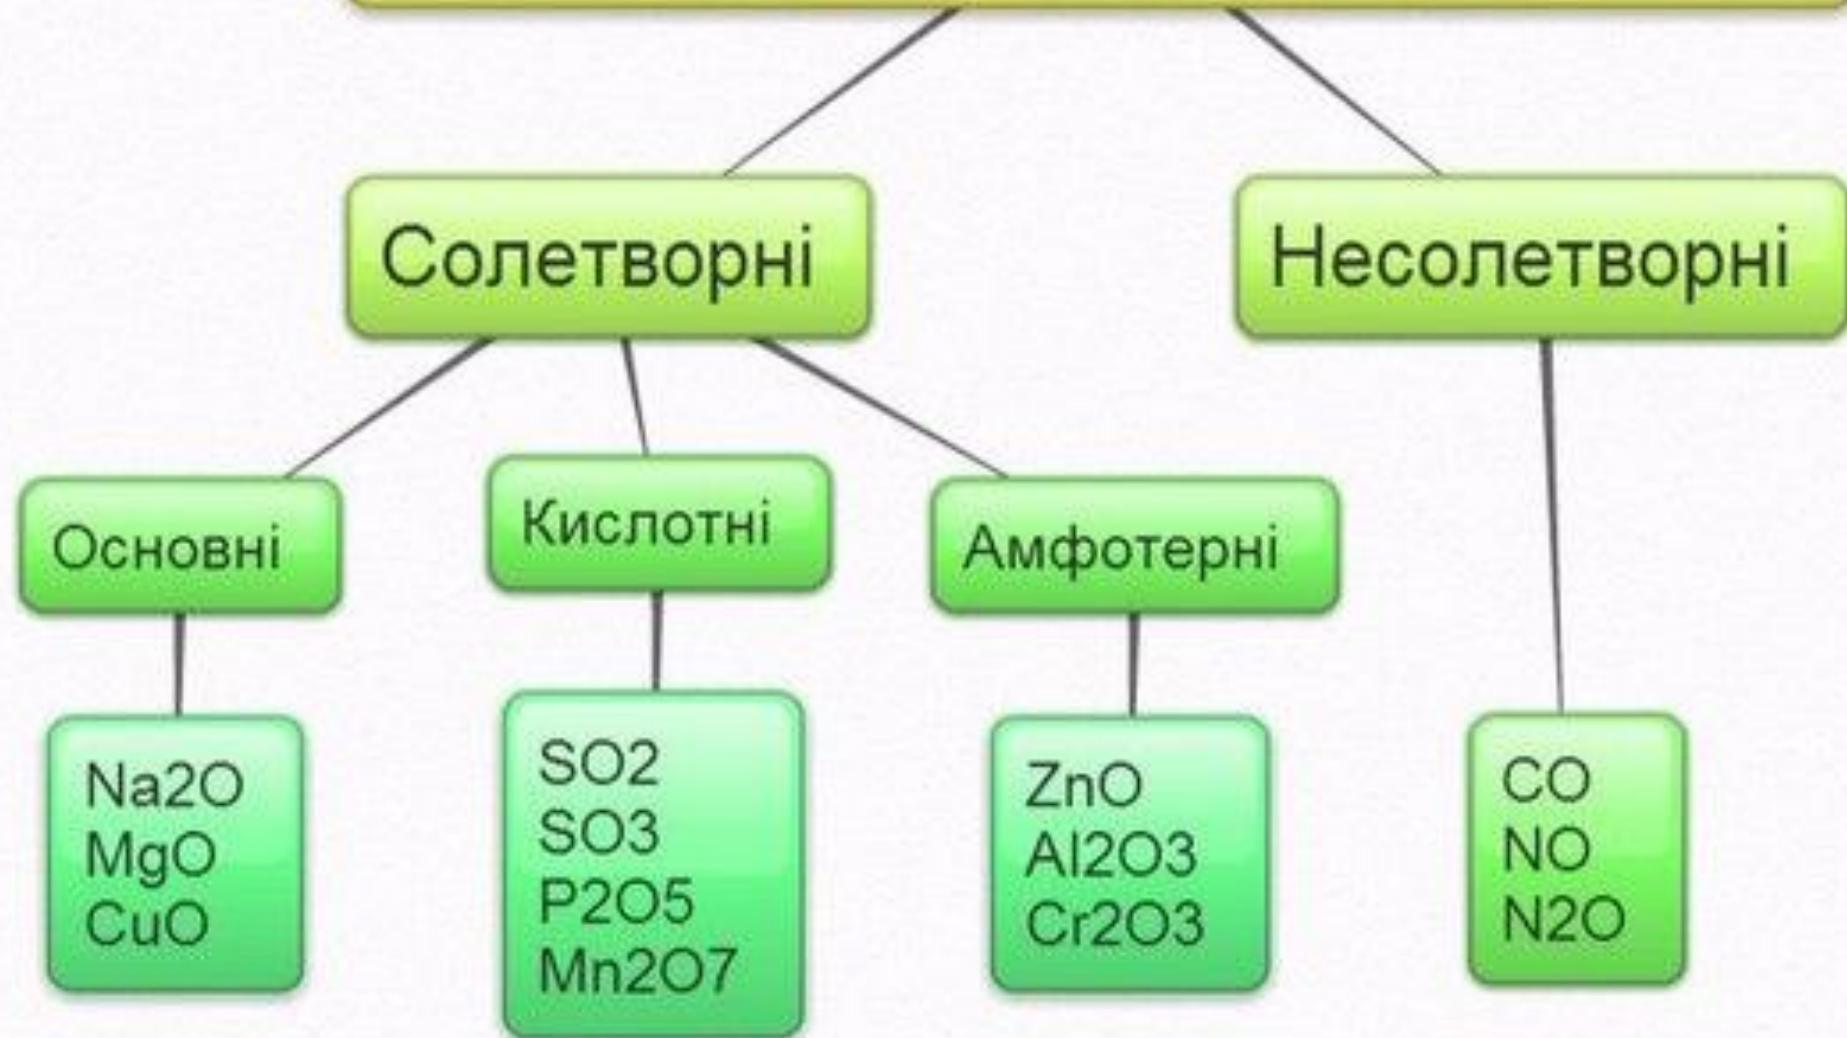 Солетворні
Несолетворні
Основні
Кислотні
Амфотерні
Na2O
MgO
CuO
SO2
SO3
P2O5
Mn2O7
ZnO
Al2O3
Cr2O3
CO
NO
N2O